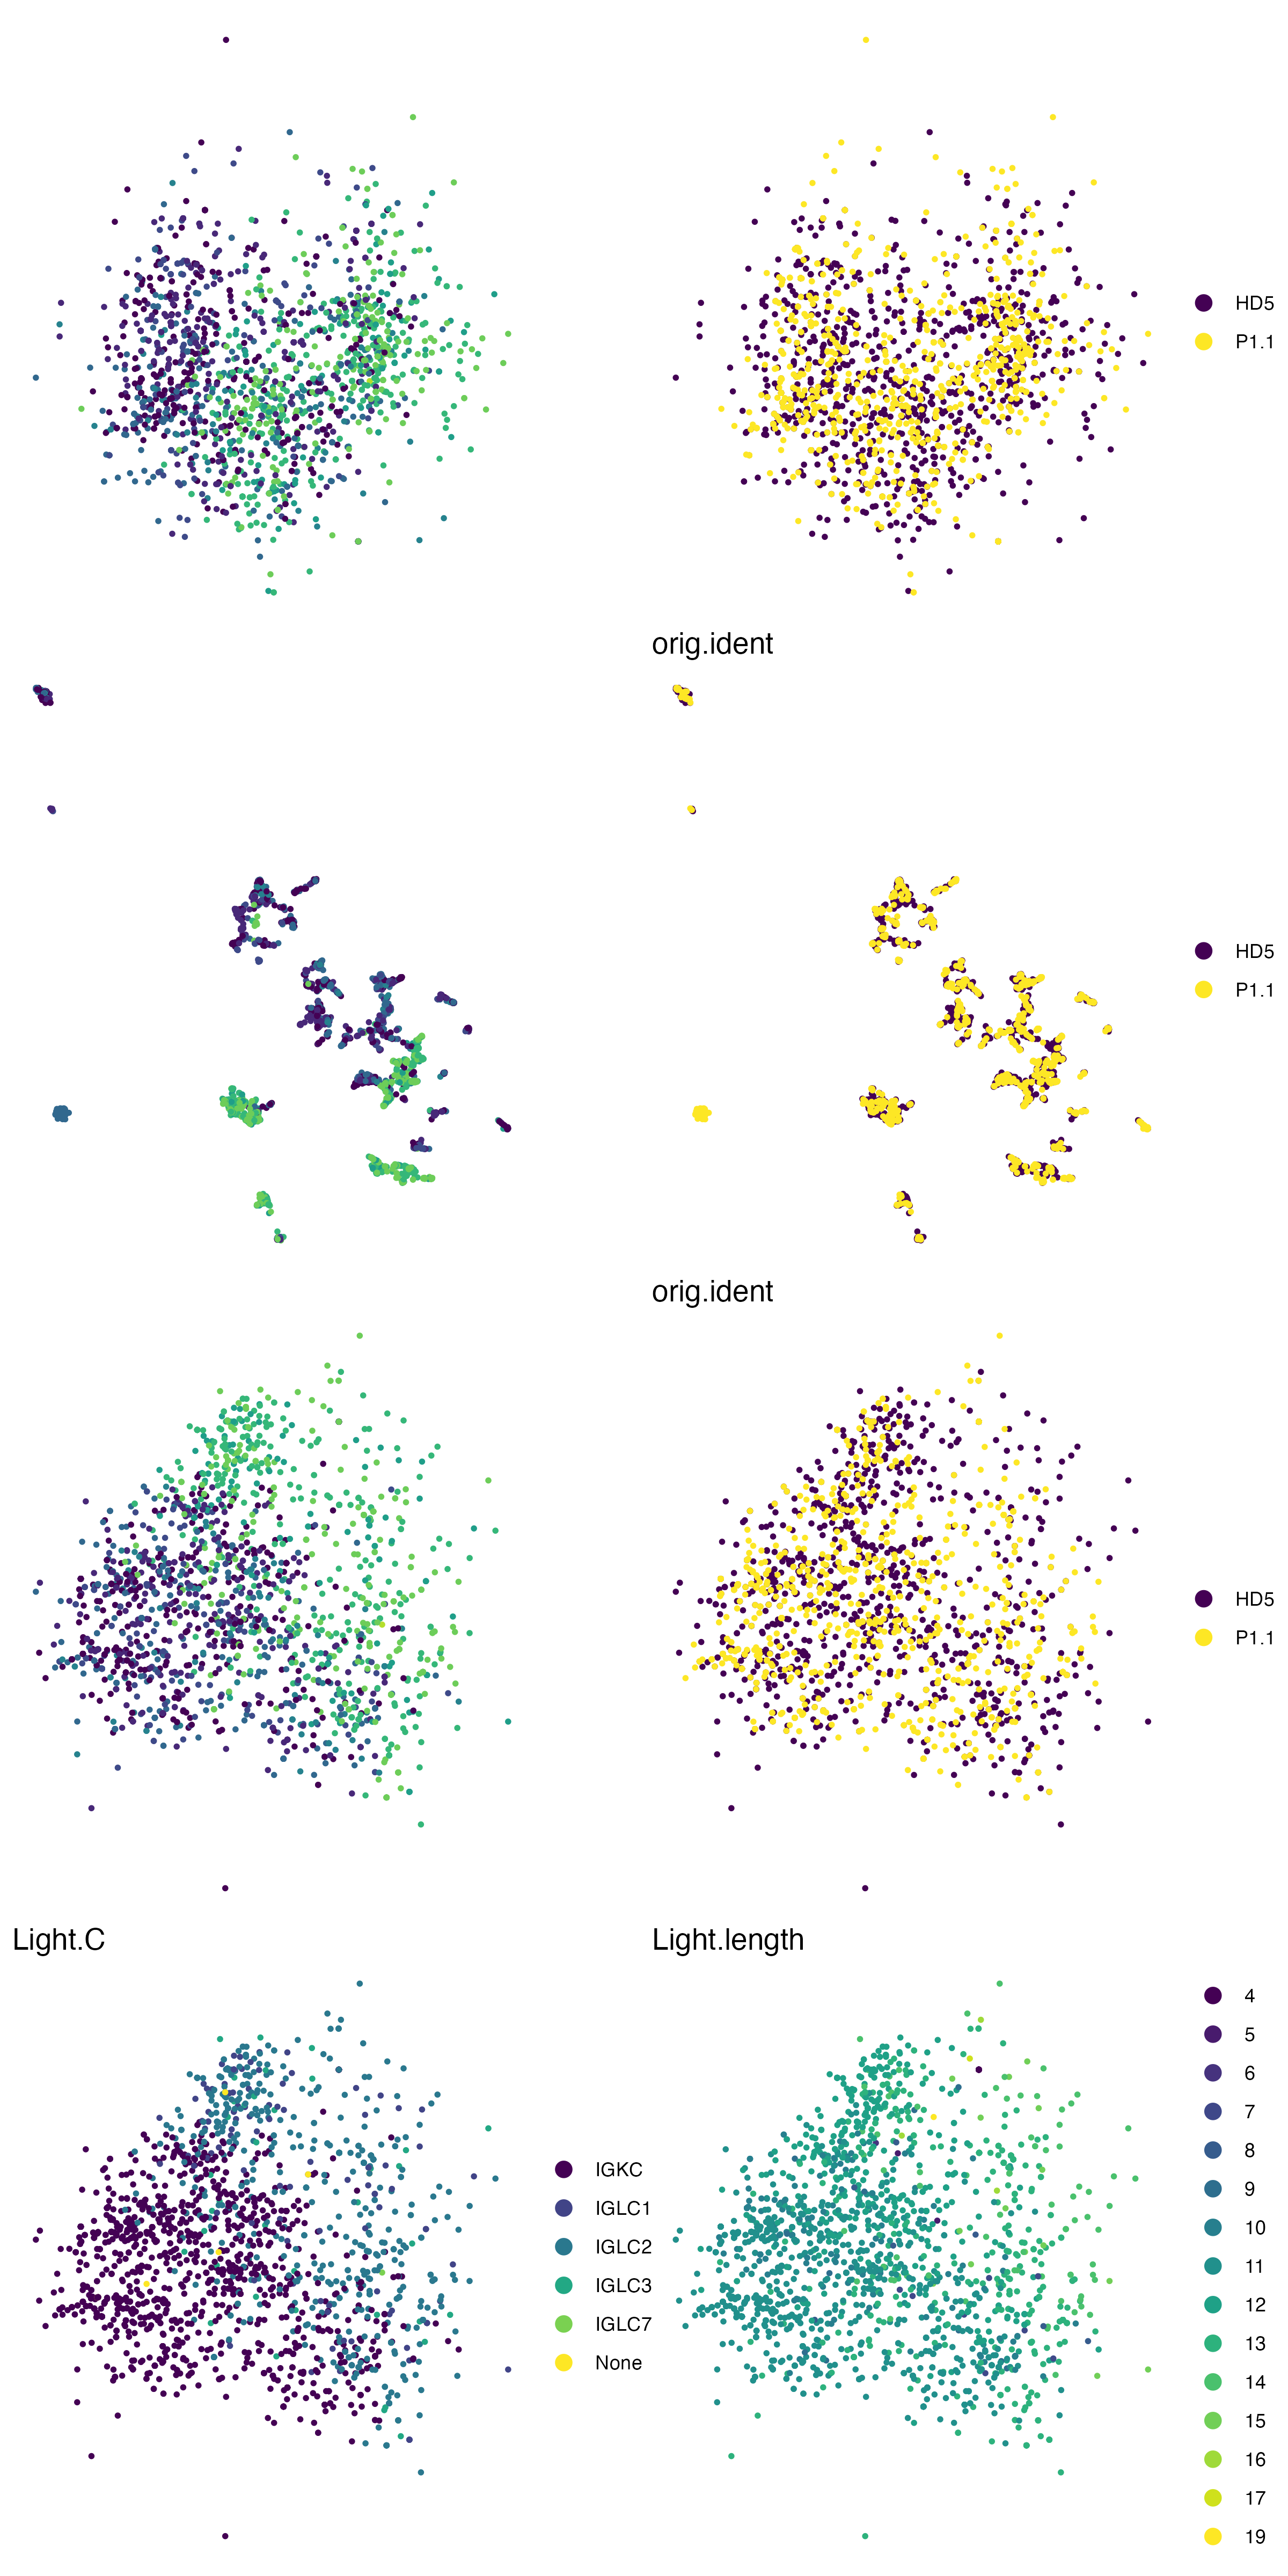 HD5
P1.1
orig.ident
HD5
P1.1
orig.ident
HD5
P1.1
Light.C
IGKC
IGLC1
IGLC2
IGLC3
IGLC7
None
Light.length
4
5
6
7
8
9
10
11
12
13
14
15
16
17
19